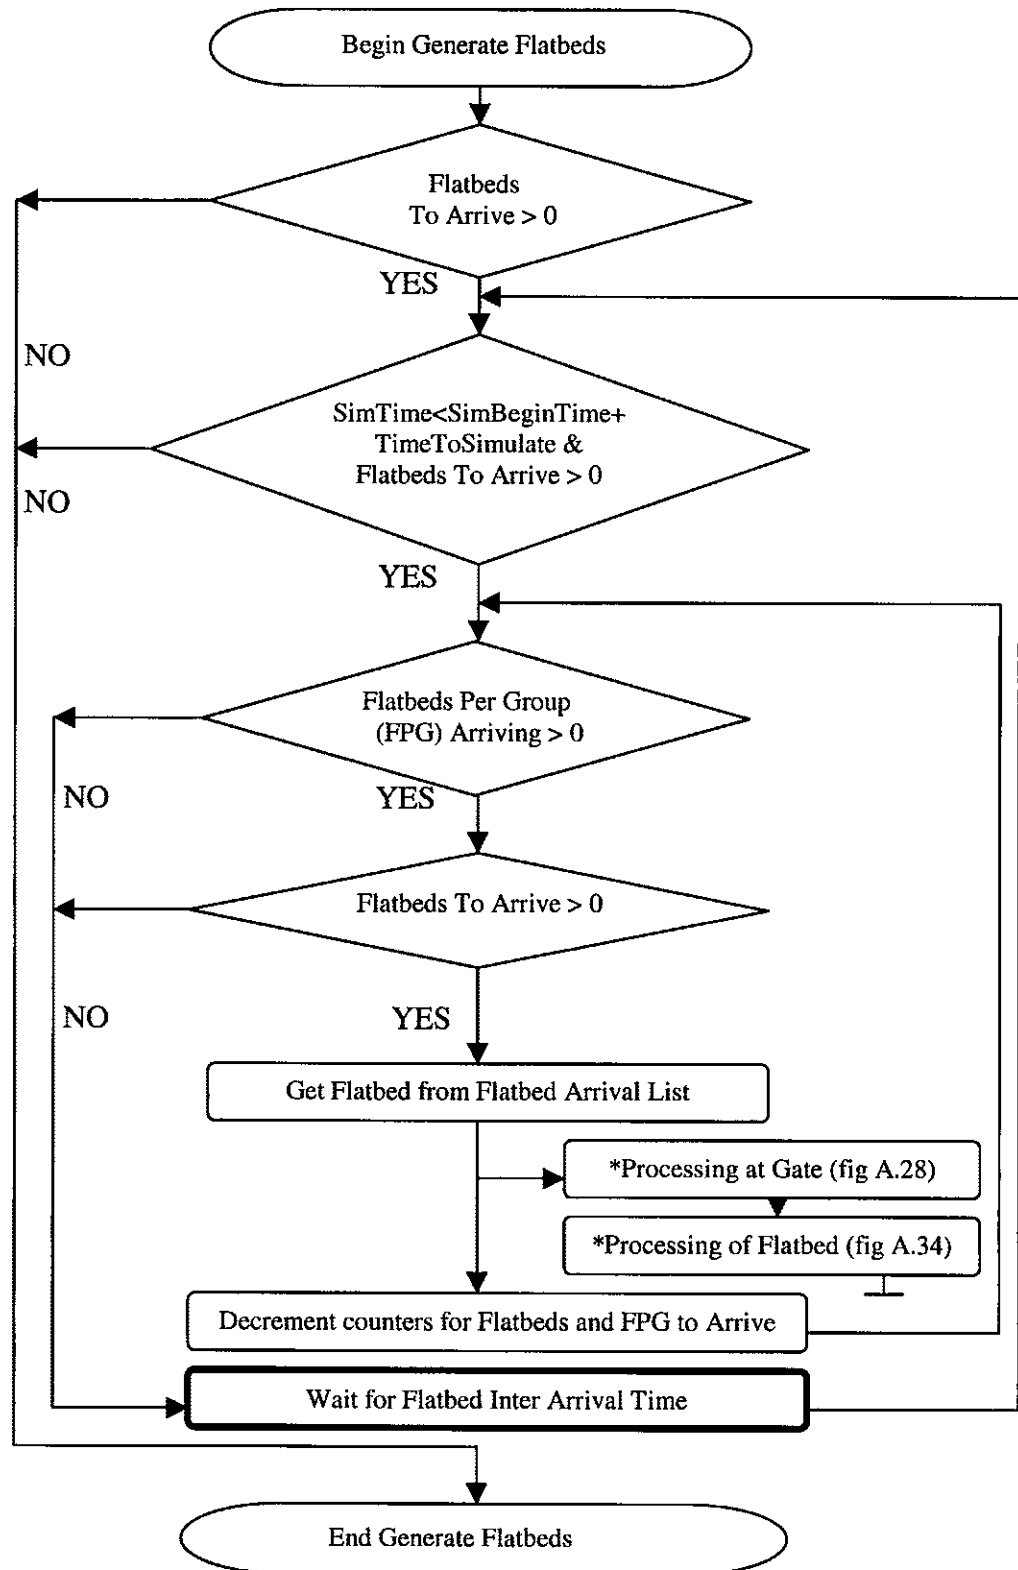 Begin Generate Flatbeds
Flatbeds
To Arrive > 0
YES
NO
SimTime<SimBeginTime+
TimeToSimulate &
Flatbeds To Arrive > 0
NO
YES
Flatbeds Per Group
(FPG) Arriving > 0
NO
YES
Flatbeds To Arrive > 0
NO
YES
Get Flatbed from Flatbed Arrival List
*Processing at Gate (fig A.28)
*Processing of Flatbed (fig A.34)
Decrement counters for Flatbeds and FPG to Arrive
Wait for Flatbed Inter Arrival Time
End Generate Flatbeds